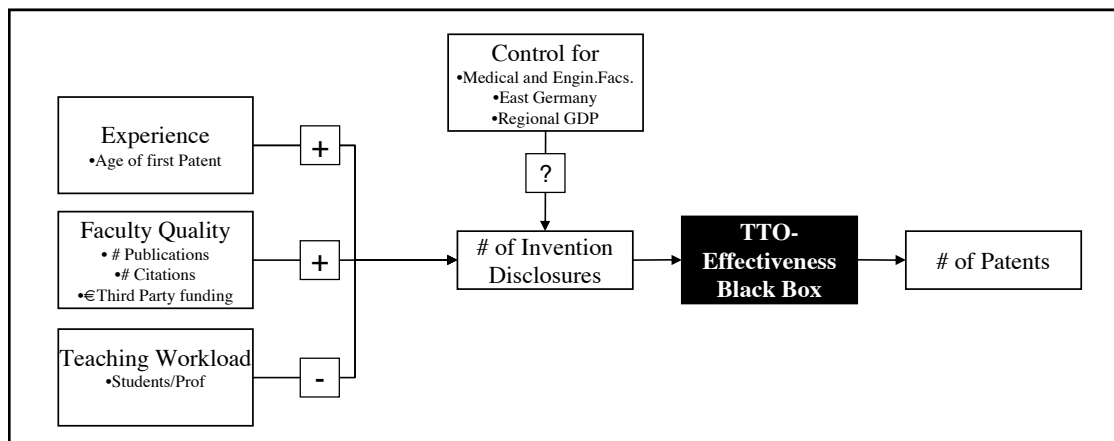 Control for
•Medical and Engin.Facs.
•East Germany
•Regional GDP
Experience
•Age of first Patent
+
?
Faculty Quality
• # Publications
•# Citations
•€Third Party funding
+
# of Invention
Disclosures
TTO-
Effectiveness
Black Box
# of Patents
Teaching Workload
•Students/Prof
-